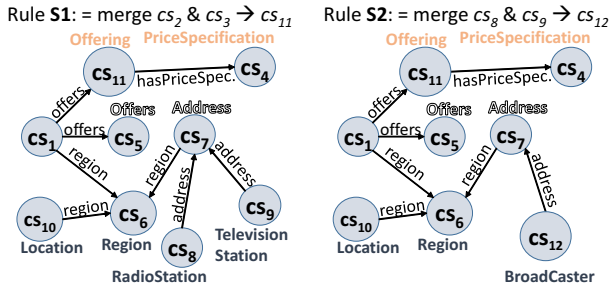 Rule S1: = merge cs2 & cs3 → cs11
Offering PriceSpecification
cs11
cs4
hasPriceSpec.
offers
Offers
Address
cs1
offers
cs5
cs7
region
region
address
address
cs10
region
cs6
cs9
Location
Region
cs8
Television
Station
RadioStation
Rule S2: = merge cs8 & cs9 → cs12
Offering PriceSpecification
cs11
cs4
hasPriceSpec.
offers
Offers
Address
cs1
offers
cs5
cs7
region
region
address
cs10
region
cs6
cs12
Location
Region
BroadCaster